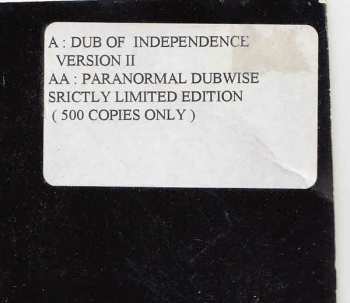 A : DUB OF INDEPENDENCE
VERSION II
AA : PARANORMAL DUBWISE
SRICTLY LIMITED EDITION
( 500 COPIES ONLY )